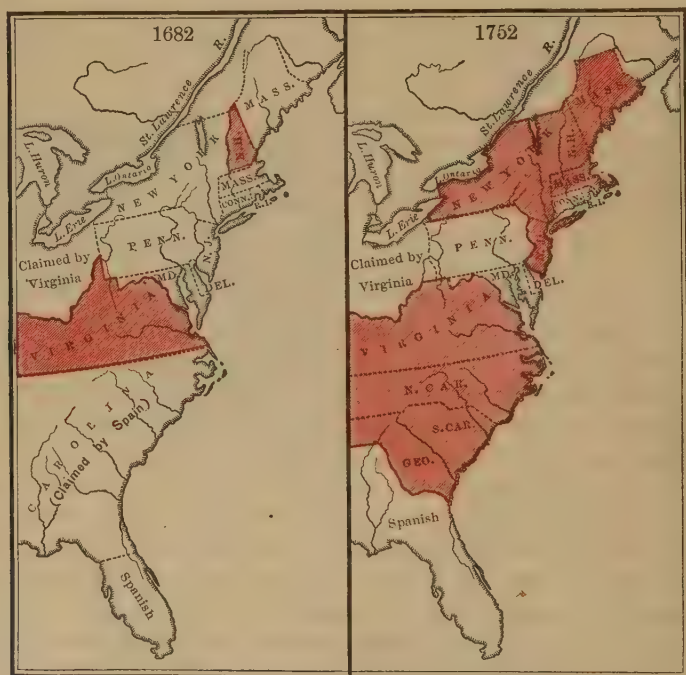 1682
St. Lawrence R.
MASS.
N.H.
L. Huron
L. Ontario
NEW YORK
MASS.
CONN.
R.I.
L. Erie
PENN.
N.J.
Claimed by
Virginia
MD.
DEL.
VIRGINIA
CAROLINA
(Claimed by Spain)
Spanish
1752
St. Lawrence R.
MASS.
N.H.
L. Huron
L. Ontario
NEW YORK
MASS.
CONN.
R.I.
L. Erie
PENN.
Claimed by
Virginia
MD.
DEL.
VIRGINIA
N. CAR.
S. CAR.
GEO.
Spanish